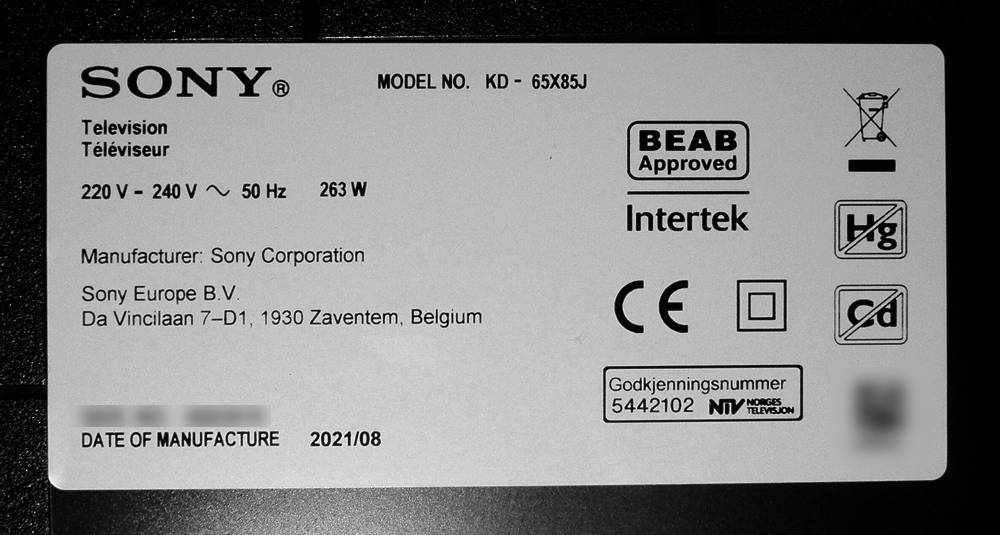 SONY®
MODEL NO. KD - 65X85J
Television
Téléviseur
220 V - 240 V ~ 50 Hz 263 W
BEAB
Approved
Intertek
Manufacturer: Sony Corporation
Sony Europe B.V.
Da Vincilaan 7–D1, 1930 Zaventem, Belgium
CE
Hg
Cd
Godkjenningsnummer
5442102 NTV NORGES
TELEVISJON
DATE OF MANUFACTURE 2021/08